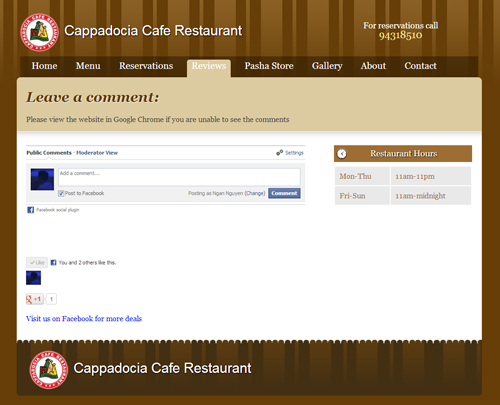 CAPPADOCIA CAFE RESTAURANT
Cappadocia Cafe Restaurant
For reservations call
94318510
Home Menu Reservations Reviews Pasha Store Gallery About Contact
Leave a comment:
Please view the website in Google Chrome if you are unable to see the comments
Public Comments · Moderator View Settings
Add a comment...
Post to Facebook Posting as Ngan Nguyen (Change) Comment
Facebook social plugin
Like You and 2 others like this.
+1 1
Visit us on Facebook for more deals
Restaurant Hours
Mon-Thu 11am-11pm
Fri-Sun 11am-midnight
CAPPADOCIA CAFE RESTAURANT
Cappadocia Cafe Restaurant